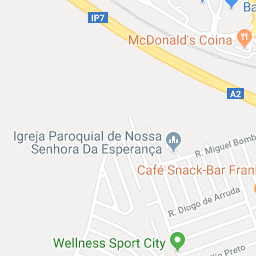 Ba
IP7
McDonald's Coina
A2
Igreja Paroquial de Nossa
Senhora Da Esperança
R. Miguel Bomb
Café Snack-Bar Fran
R. Diogo de Arruda
Wellness Sport City
Preto